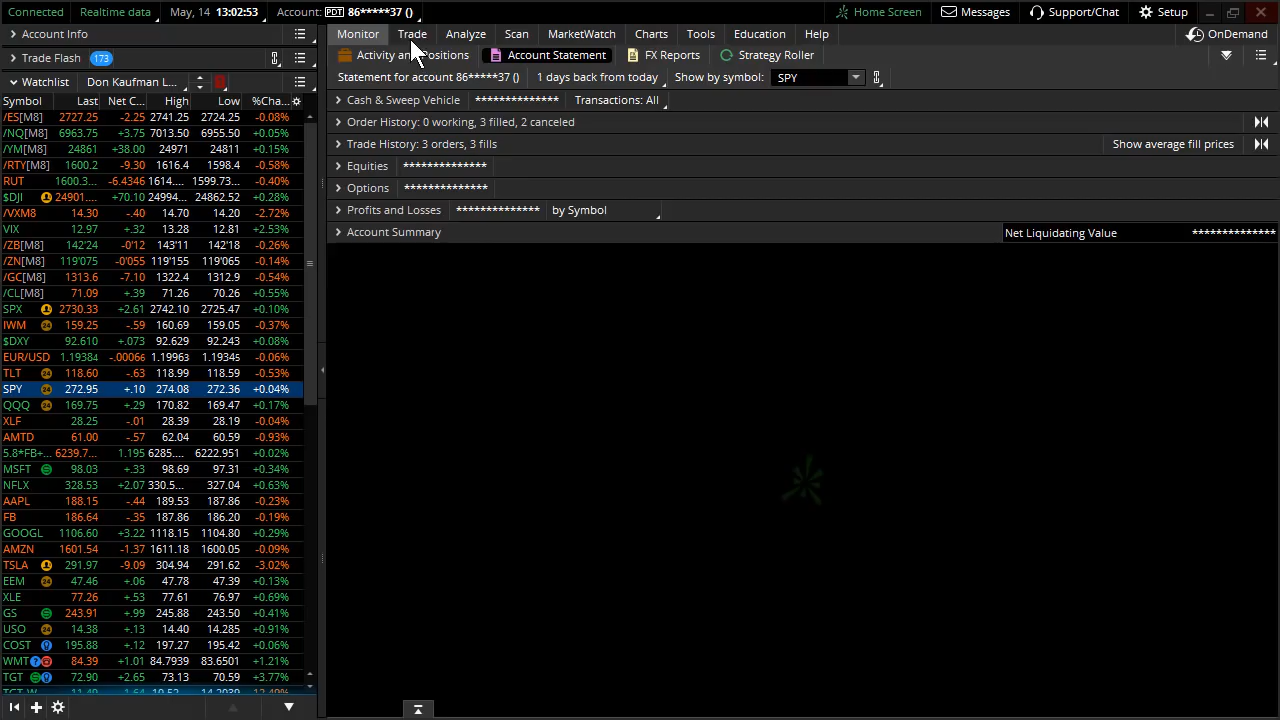 Connected Realtime data May, 14 13:02:53 Account: PDT 86*****37 () Home Screen Messages Support/Chat Setup
Account Info
Monitor Trade Analyze Scan MarketWatch Charts Tools Education Help OnDemand
Trade Flash 173
Activity and Positions Account Statement FX Reports Strategy Roller
Watchlist Don Kaufman L...
Statement for account 86*****37 () 1 days back from today Show by symbol: SPY
Symbol Last Net C... High Low %Cha...
Cash & Sweep Vehicle ************** Transactions: All
Order History: 0 working, 3 filled, 2 canceled
Trade History: 3 orders, 3 fills Show average fill prices
Equities **************
Options **************
Profits and Losses ************** by Symbol
Account Summary Net Liquidating Value **************
/ES[M8] 2727.25 -2.25 2741.25 2724.25 -0.08%
/NQ[M8] 6963.75 +3.75 7013.50 6955.50 +0.05%
/YM[M8] 24861 +38.00 24971 24811 +0.15%
/RTY[M8] 1600.2 -9.30 1616.4 1598.4 -0.58%
RUT 1600.3... -6.4346 1614.... 1599.73... -0.40%
$DJI 24901.... +70.10 24994... 24862.52 +0.28%
/VXM8 14.30 -.40 14.70 14.20 -2.72%
VIX 12.97 +.32 13.28 12.81 +2.53%
/ZB[M8] 142'24 -0'12 143'11 142'18 -0.26%
/ZN[M8] 119'075 -0'055 119'155 119'065 -0.14%
/GC[M8] 1313.6 -7.10 1322.4 1312.9 -0.54%
/CL[M8] 71.09 +.39 71.26 70.26 +0.55%
SPX 2730.33 +2.61 2742.10 2725.47 +0.10%
IWM 24 159.25 -.59 160.69 159.05 -0.37%
$DXY 92.610 +.073 92.629 92.243 +0.08%
EUR/USD 1.19384 -.00066 1.19963 1.19345 -0.06%
TLT 24 118.60 -.63 118.99 118.59 -0.53%
SPY 24 272.95 +.10 274.08 272.36 +0.04%
QQQ 24 169.75 +.29 170.82 169.47 +0.17%
XLF 28.25 -.01 28.39 28.19 -0.04%
AMTD 61.00 -.57 62.04 60.59 -0.93%
5.8*FB+... 6239.7... 1.195 6285.... 6222.951 +0.02%
MSFT 98.03 +.33 98.69 97.31 +0.34%
NFLX 328.53 +2.07 330.5... 327.04 +0.63%
AAPL 188.15 -.44 189.53 187.86 -0.23%
FB 186.64 -.35 187.86 186.20 -0.19%
GOOGL 1106.60 +3.22 1118.15 1104.80 +0.29%
AMZN 1601.54 -1.37 1611.18 1600.05 -0.09%
TSLA 291.97 -9.09 304.94 291.62 -3.02%
EEM 24 47.46 +.06 47.78 47.39 +0.13%
XLE 77.26 +.53 77.61 76.97 +0.69%
GS 243.91 +.99 245.88 243.50 +0.41%
USO 24 14.38 +.13 14.40 14.285 +0.91%
COST 195.88 +.12 197.27 195.42 +0.06%
WMT 84.39 +1.01 84.7939 83.6501 +1.21%
TGT 72.90 +2.65 73.13 70.59 +3.77%